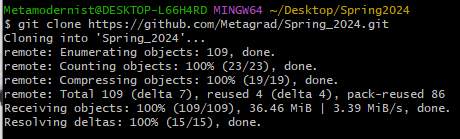 Metamodernist@DESKTOP-L66H4RD MINGW64 ~/Desktop/Spring2024
$ git clone https://github.com/Metagrad/Spring_2024.git
Cloning into 'Spring_2024'...
remote: Enumerating objects: 109, done.
remote: Counting objects: 100% (23/23), done.
remote: Compressing objects: 100% (19/19), done.
remote: Total 109 (delta 7), reused 4 (delta 4), pack-reused 86
Receiving objects: 100% (109/109), 36.46 MiB | 3.39 MiB/s, done.
Resolving deltas: 100% (15/15), done.